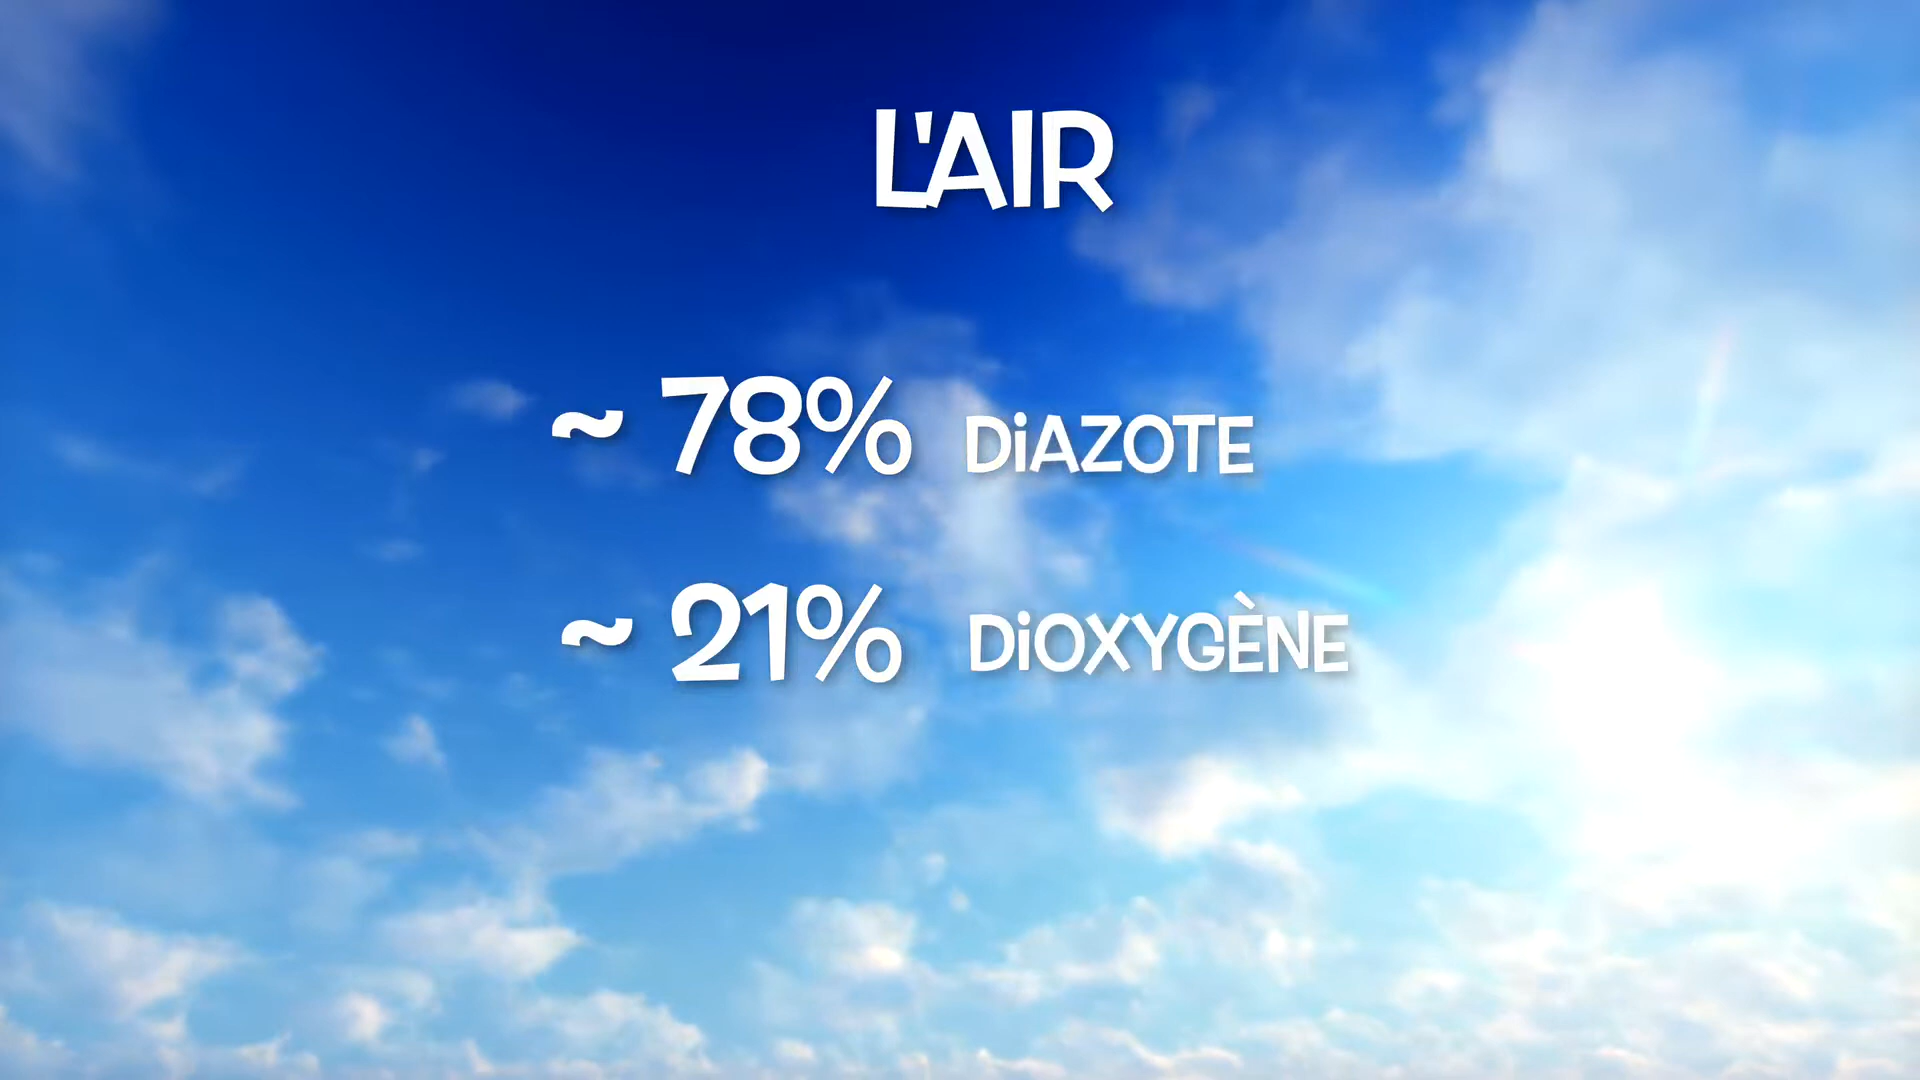 L'AIR
~ 78% DiAZOTE
~ 21% DiOXYGÈNE